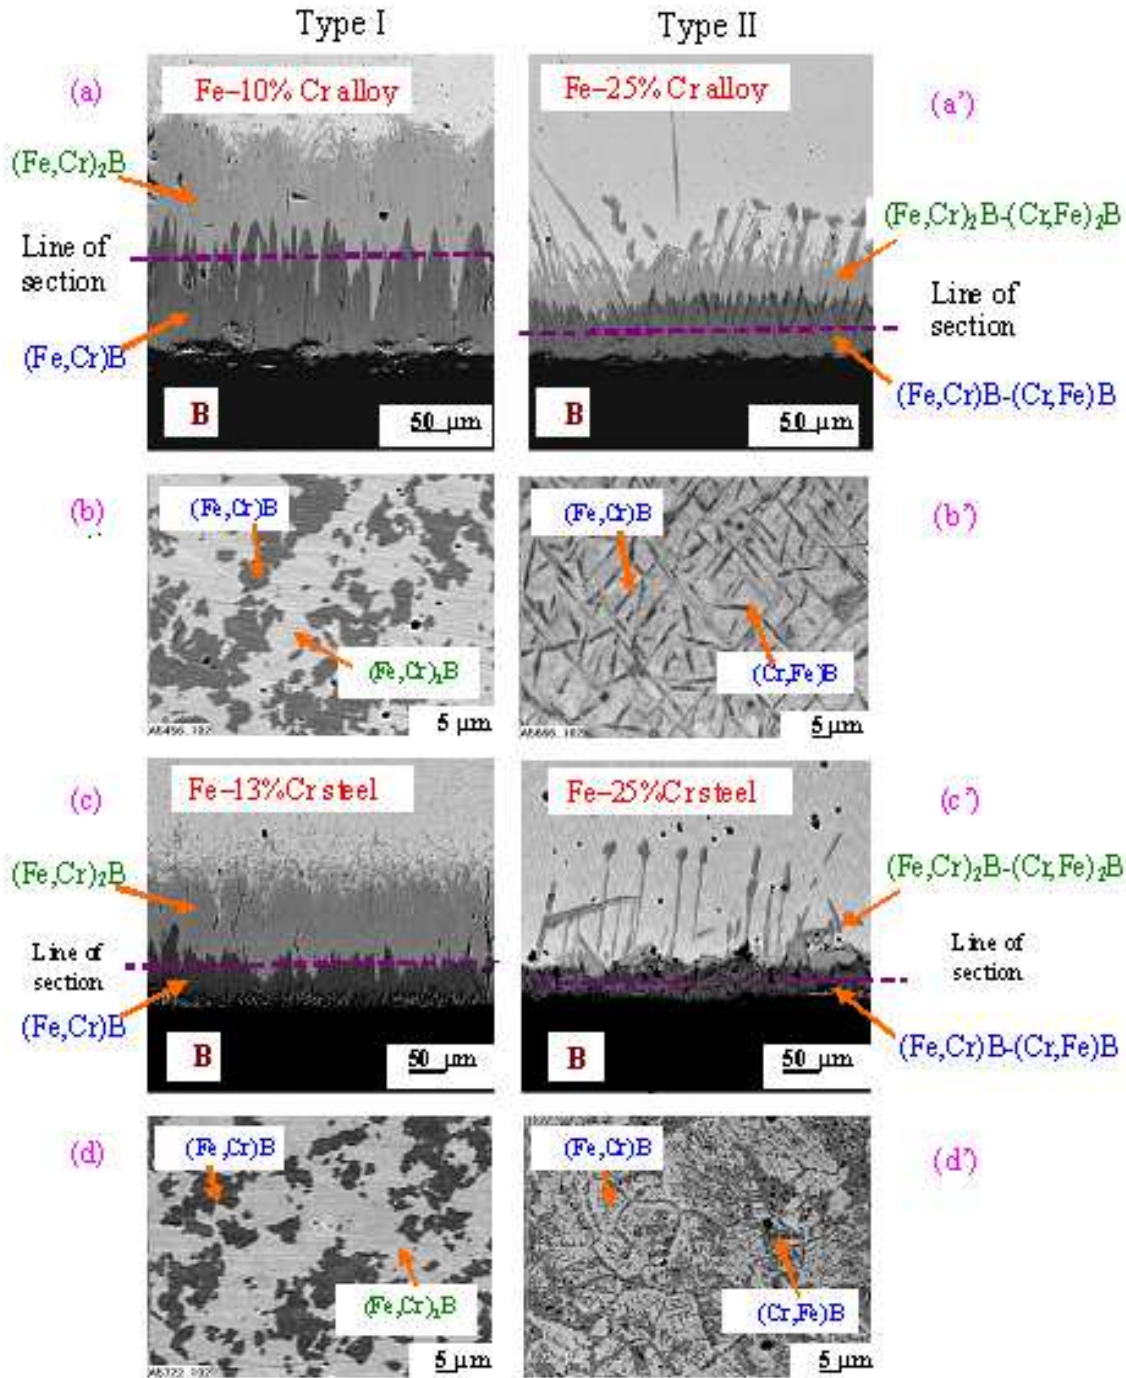 Type I
Type II
(a)
Fe–10% Cr alloy
(Fe,Cr)₂B
Line of
section
(Fe,Cr)B
B
50 μm
Fe–25% Cr alloy
(a’)
(Fe,Cr)₂B-(Cr,Fe)₂B
Line of
section
(Fe,Cr)B-(Cr,Fe)B
B
50 μm
(b)
(Fe,Cr)B
(Fe,Cr)₂B
5 μm
(Fe,Cr)B
(b’)
(Cr,Fe)B
5 μm
(c)
Fe–13%Cr steel
(Fe,Cr)₂B
Line of
section
(Fe,Cr)B
B
50 μm
Fe–25%Cr steel
(c’)
(Fe,Cr)₂B-(Cr,Fe)₂B
Line of
section
(Fe,Cr)B-(Cr,Fe)B
B
50 μm
(d)
(Fe,Cr)B
(Fe,Cr)₂B
5 μm
(Fe,Cr)B
(d’)
(Cr,Fe)B
5 μm